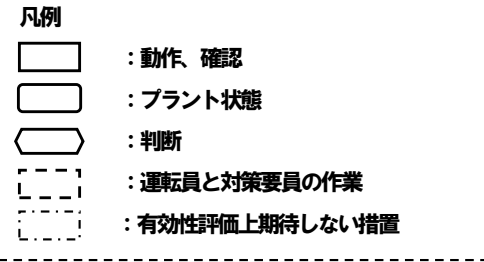 凡例
：動作、確認
：プラント状態
：判断
：運転員と対策要員の作業
：有効性評価上期待しない措置